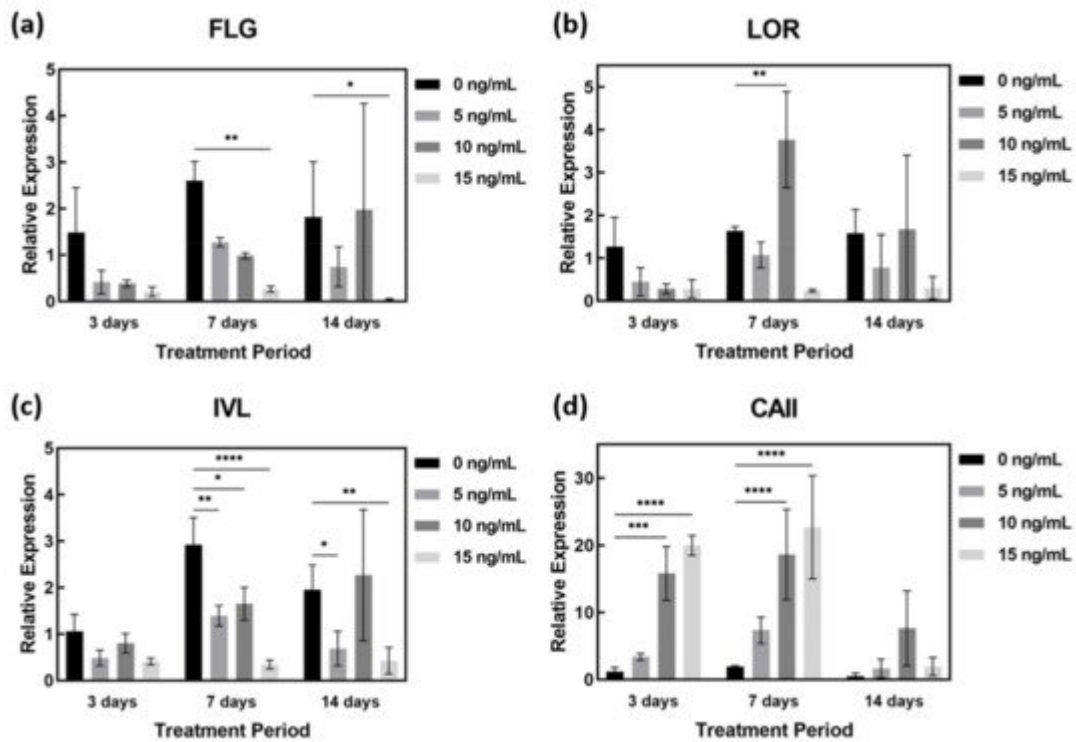 (a)
FLG
Relative Expression
5
4
3
2
1
0
**
*
3 days
7 days
14 days
Treatment Period
0 ng/mL
5 ng/mL
10 ng/mL
15 ng/mL
(b)
LOR
Relative Expression
5
4
3
2
1
0
**
3 days
7 days
14 days
Treatment Period
0 ng/mL
5 ng/mL
10 ng/mL
15 ng/mL
(c)
IVL
Relative Expression
5
4
3
2
1
0
****
*
**
**
*
3 days
7 days
14 days
Treatment Period
0 ng/mL
5 ng/mL
10 ng/mL
15 ng/mL
(d)
CAII
Relative Expression
30
20
10
0
****
***
****
****
3 days
7 days
14 days
Treatment Period
0 ng/mL
5 ng/mL
10 ng/mL
15 ng/mL